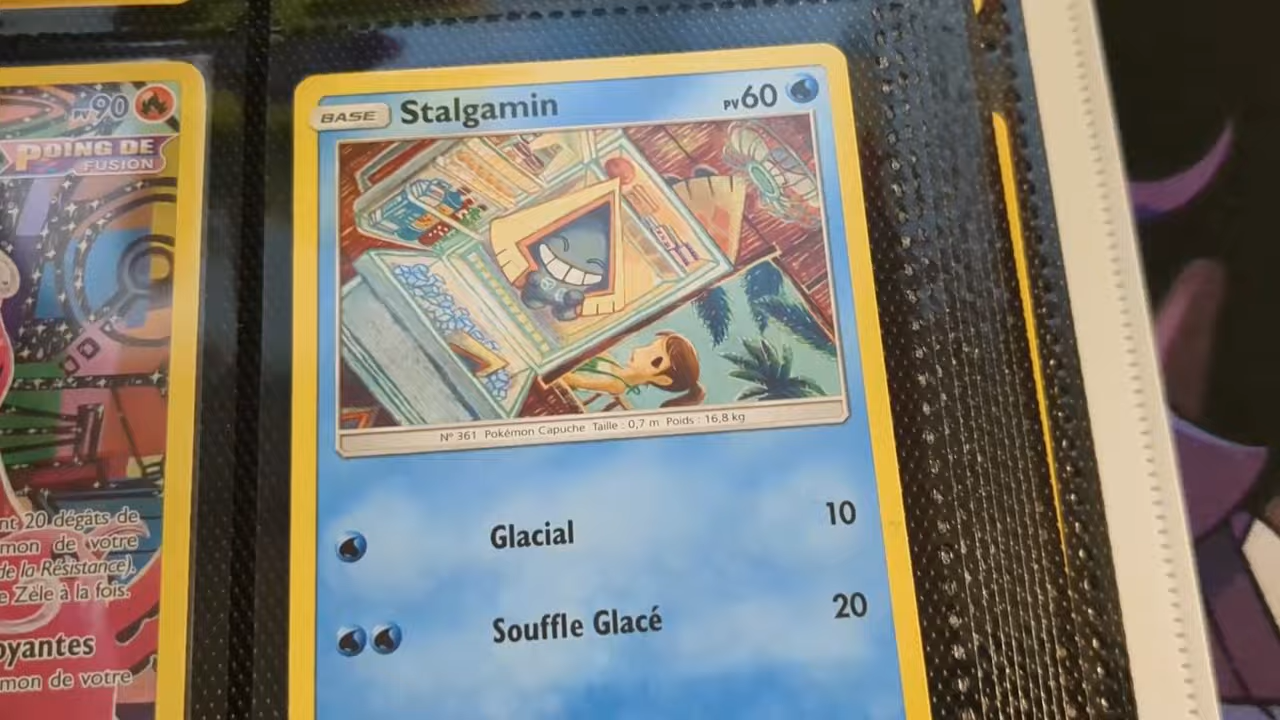 PV90
POING DE
FUSION
nt 20 dégâts de
mon de votre
de la Résistance).
e Zèle à la fois.
oyantes
mon de votre
BASE Stalgamin PV60
N° 361 Pokémon Capuche Taille : 0,7 m Poids : 16,8 kg
Glacial 10
Souffle Glacé 20